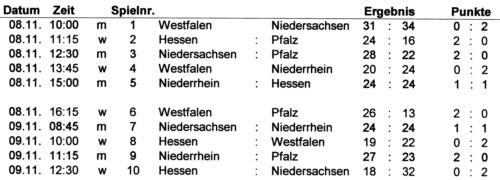 Datum Zeit Spielnr. Ergebnis Punkte
08.11. 10:00 m 1 Westfalen Niedersachsen 31 : 34 0 : 2
08.11. 11:15 w 2 Hessen : Pfalz 24 : 16 2 : 0
08.11. 12:30 m 3 Niedersachsen : Pfalz 28 : 22 2 : 0
08.11. 13:45 w 4 Westfalen Niederrhein 20 : 24 0 : 2
08.11. 15:00 m 5 Niederrhein : Hessen 24 : 24 1 : 1
08.11. 16:15 w 6 Westfalen Pfalz 26 : 13 2 : 0
09.11. 08:45 m 7 Niedersachsen : Niederrhein 24 : 24 1 : 1
09.11. 10:00 w 8 Hessen : Westfalen 19 : 22 0 : 2
09.11. 11:15 m 9 Niederrhein : Pfalz 27 : 23 2 : 0
09.11. 12:30 w 10 Hessen : Niedersachsen 18 : 32 0 : 2